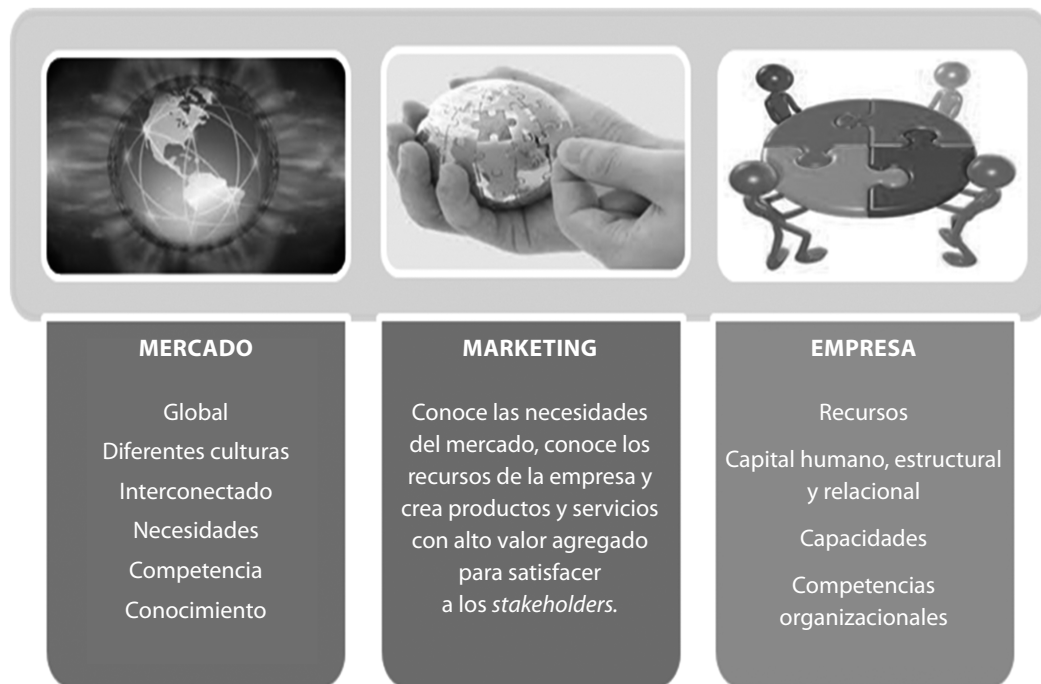 MERCADO
Global
Diferentes culturas
Interconectado
Necesidades
Competencia
Conocimiento
MARKETING
Conoce las necesidades
del mercado, conoce los
recursos de la empresa y
crea productos y servicios
con alto valor agregado
para satisfacer
a los stakeholders.
EMPRESA
Recursos
Capital humano, estructural
y relacional
Capacidades
Competencias
organizacionales